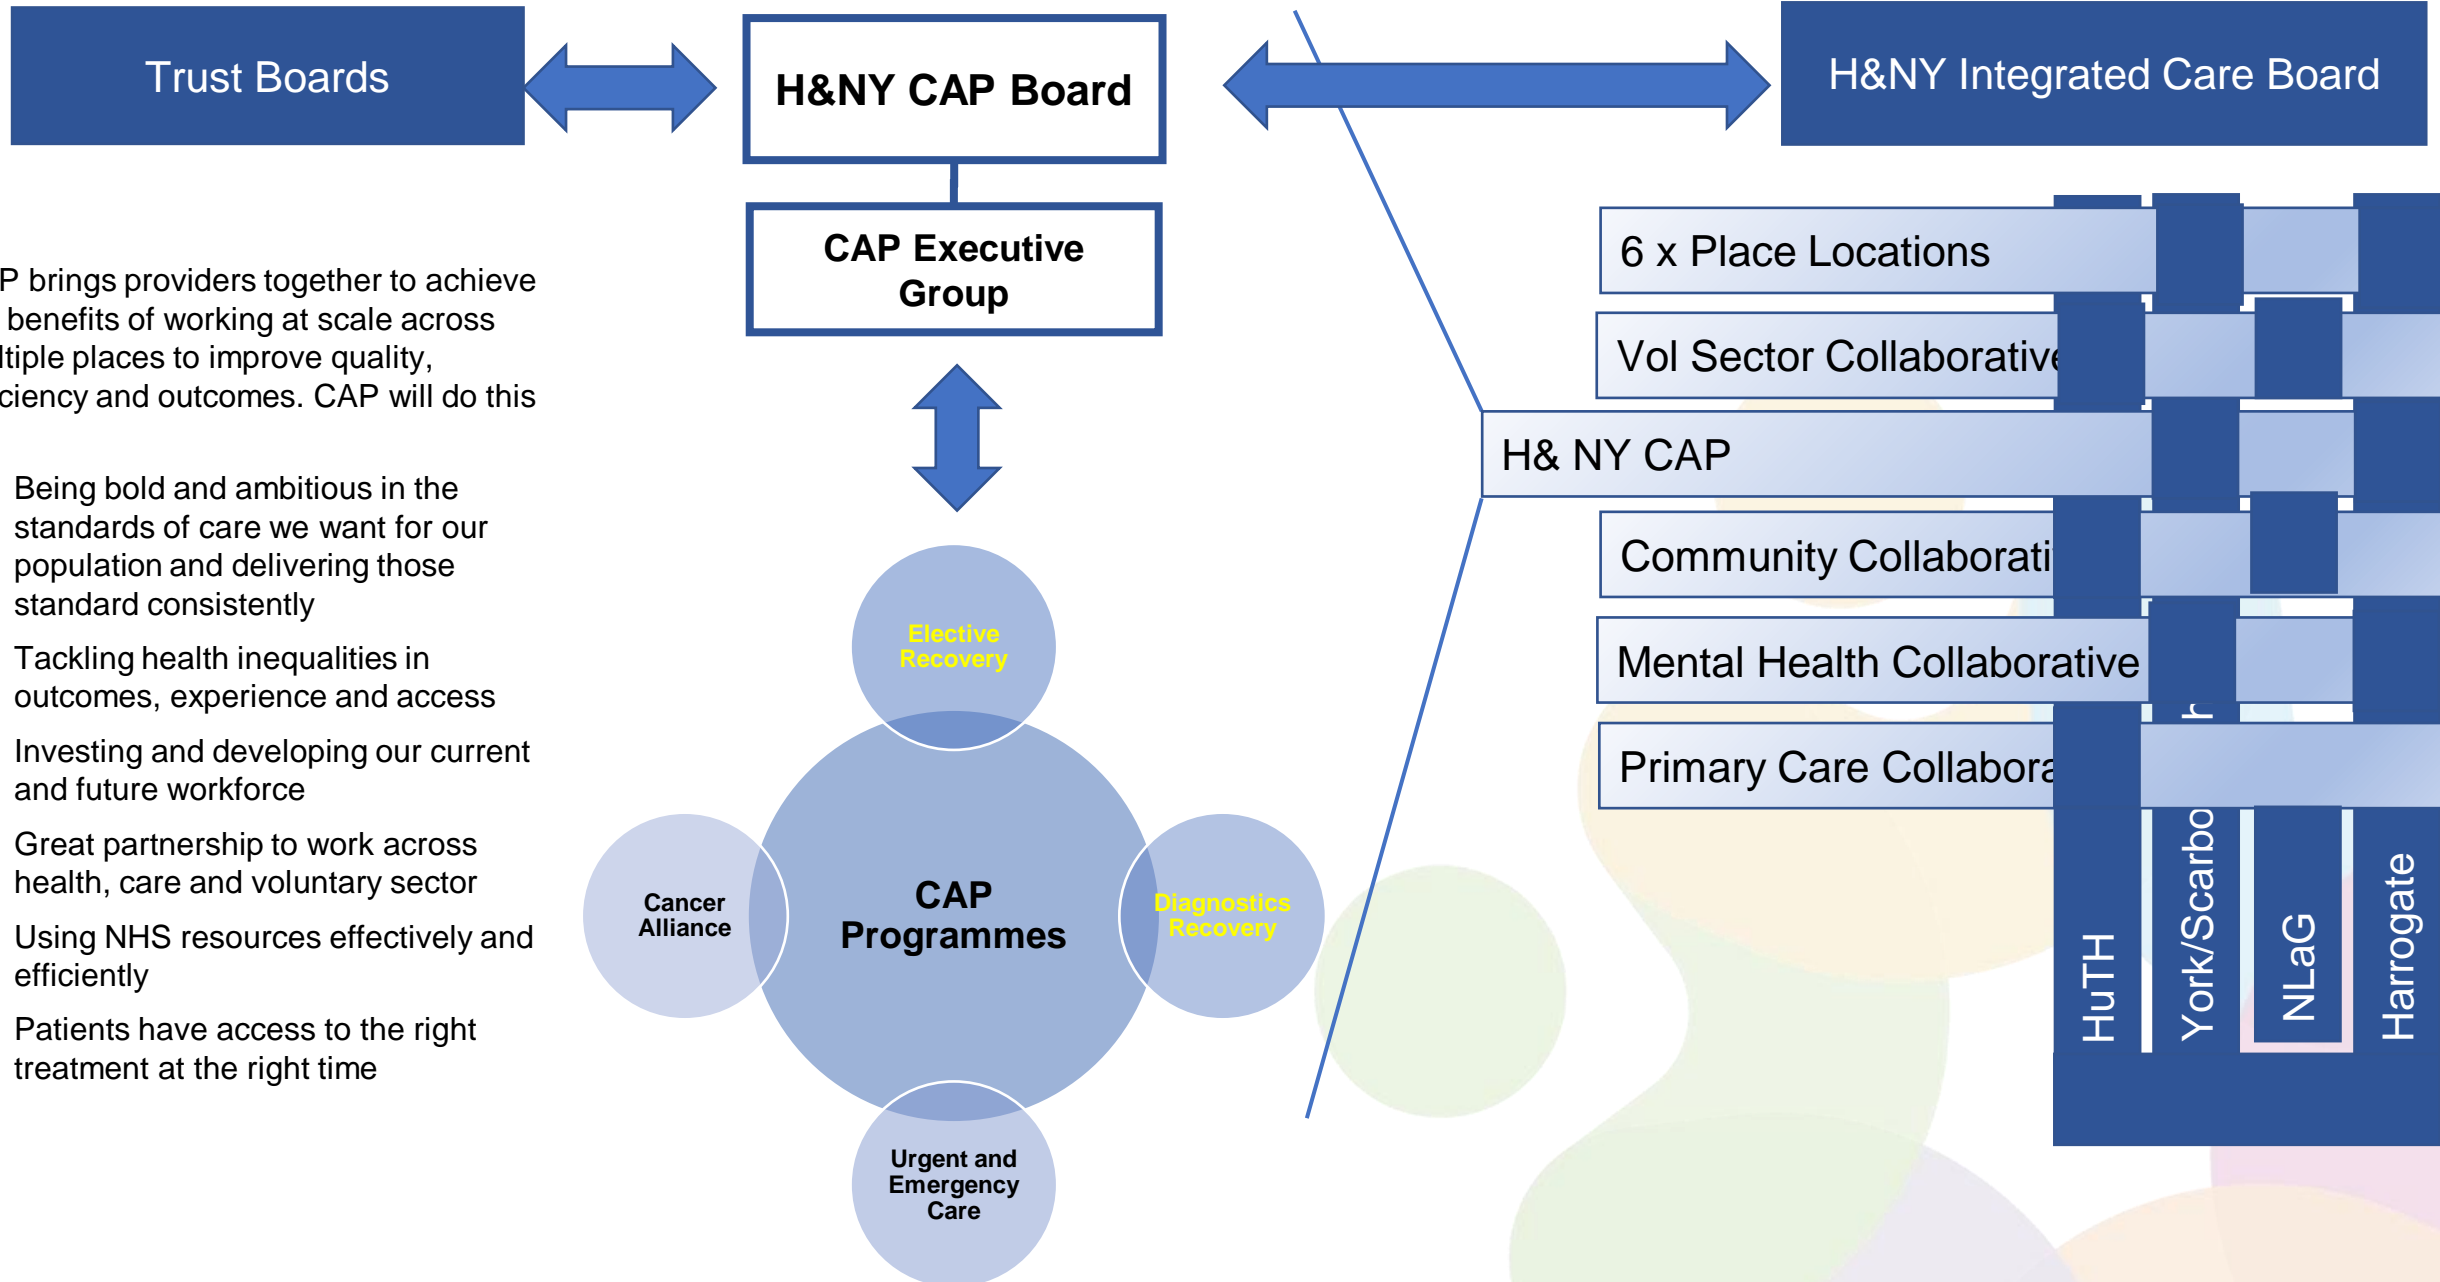 Trust Boards
H&NY CAP Board
H&NY Integrated Care Board
CAP Executive
Group
P brings providers together to achieve
benefits of working at scale across
ltiple places to improve quality,
ciency and outcomes. CAP will do this
Being bold and ambitious in the
standards of care we want for our
population and delivering those
standard consistently
Tackling health inequalities in
outcomes, experience and access
Investing and developing our current
and future workforce
Great partnership to work across
health, care and voluntary sector
Using NHS resources effectively and
efficiently
Patients have access to the right
treatment at the right time
Elective
Recovery
Cancer
Alliance
CAP
Programmes
Diagnostics
Recovery
Urgent and
Emergency
Care
6 x Place Locations
Vol Sector Collaborative
H& NY CAP
Community Collaborati
Mental Health Collaborative
Primary Care Collabora
HuTH
York/Scarbo
NLaG
Harrogate